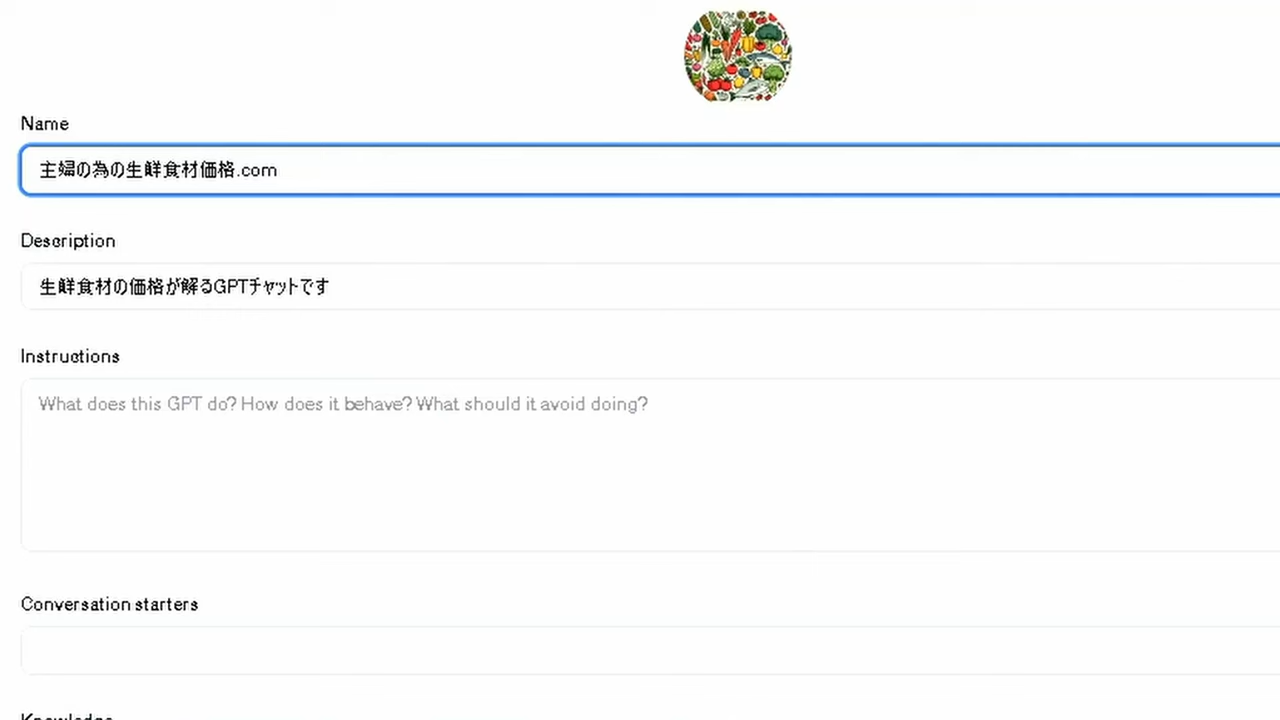 Name
主婦の為の生鮮食材価格.com
Description
生鮮食材の価格が解るGPTチャットです
Instructions
What does this GPT do? How does it behave? What should it avoid doing?
Conversation starters
Knowledge